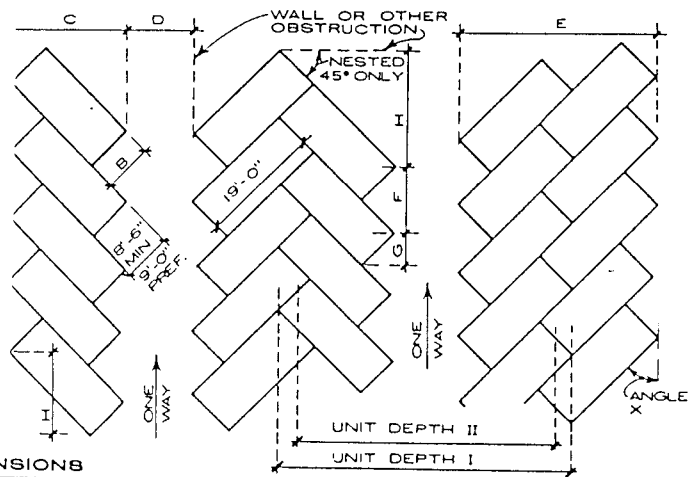 C
D
WALL OR OTHER
OBSTRUCTION
E
NESTED
45° ONLY
H
B
19'-0"
F
8'-6"
MIN
9'-0"
PREF.
G
ONE
WAY
I
ONE
WAY
ANGLE
X
UNIT DEPTH II
UNIT DEPTH I
NSIONS